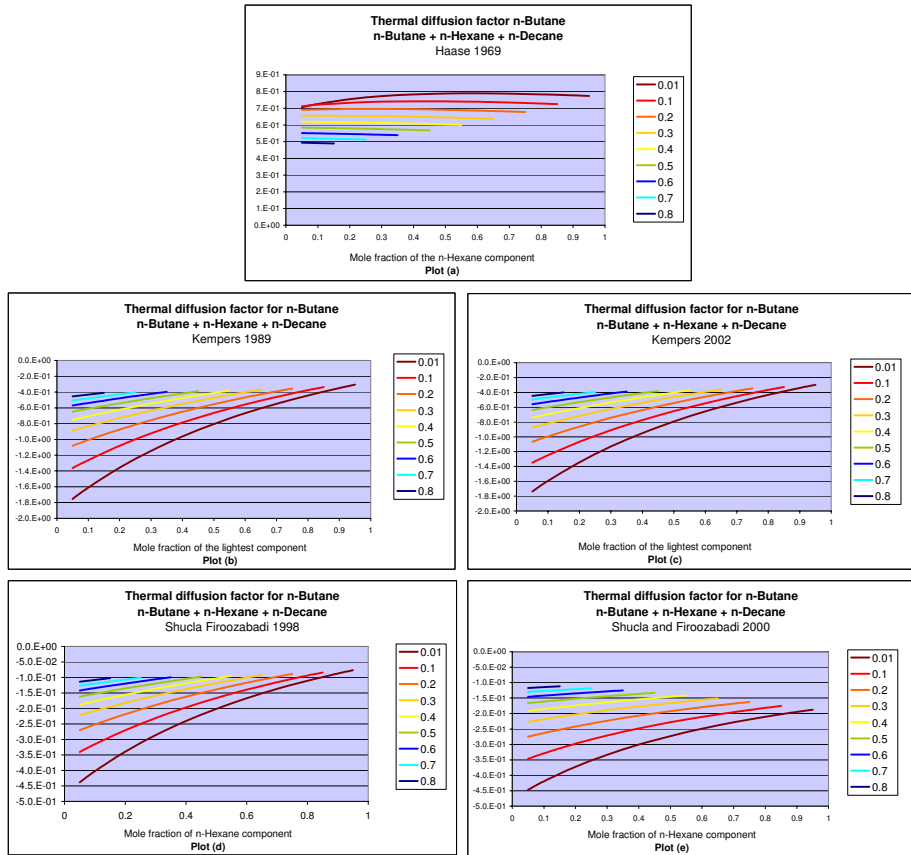 Thermal diffusion factor n-Butane
n-Butane + n-Hexane + n-Decane
Haase 1969
9.E-01
8.E-01
7.E-01
6.E-01
5.E-01
4.E-01
3.E-01
2.E-01
1.E-01
0.E+00
0 0.1 0.2 0.3 0.4 0.5 0.6 0.7 0.8 0.9 1
Mole fraction of the n-Hexane component
Plot (a)
0.01
0.1
0.2
0.3
0.4
0.5
0.6
0.7
0.8
Thermal diffusion factor for n-Butane
n-Butane + n-Hexane + n-Decane
Kempers 1989
0.0.E+00
-2.0.E-01
-4.0.E-01
-6.0.E-01
-8.0.E-01
-1.0.E+00
-1.2.E+00
-1.4.E+00
-1.6.E+00
-1.8.E+00
-2.0.E+00
0 0.1 0.2 0.3 0.4 0.5 0.6 0.7 0.8 0.9 1
Mole fraction of the lightest component
Plot (b)
0.01
0.1
0.2
0.3
0.4
0.5
0.6
0.7
0.8
Thermal diffusion factor for n-Butane
n-Butane + n-Hexane + n-Decane
Kempers 2002
0.0.E+00
-2.0.E-01
-4.0.E-01
-6.0.E-01
-8.0.E-01
-1.0.E+00
-1.2.E+00
-1.4.E+00
-1.6.E+00
-1.8.E+00
-2.0.E+00
0 0.1 0.2 0.3 0.4 0.5 0.6 0.7 0.8 0.9 1
Mole fraction of the lightest component
Plot (c)
0.01
0.1
0.2
0.3
0.4
0.5
0.6
0.7
0.8
Thermal diffusion factor for n-Butane
n-Butane + n-Hexane + n-Decane
Shucla Firoozabadi 1998
0.0.E+00
-5.0.E-02
-1.0.E-01
-1.5.E-01
-2.0.E-01
-2.5.E-01
-3.0.E-01
-3.5.E-01
-4.0.E-01
-4.5.E-01
-5.0.E-01
0 0.2 0.4 0.6 0.8 1
Mole fraction of n-Hexane component
Plot (d)
0.01
0.1
0.2
0.3
0.4
0.5
0.6
0.7
0.8
Thermal diffusion factor for n-Butane
n-Butane + n-Hexane + n-Decane
Shucla and Firoozabadi 2000
0.0.E+00
-5.0.E-02
-1.0.E-01
-1.5.E-01
-2.0.E-01
-2.5.E-01
-3.0.E-01
-3.5.E-01
-4.0.E-01
-4.5.E-01
-5.0.E-01
0 0.1 0.2 0.3 0.4 0.5 0.6 0.7 0.8 0.9 1
Mole fraction of n-Hexane component
Plot (e)
0.01
0.1
0.2
0.3
0.4
0.5
0.6
0.7
0.8